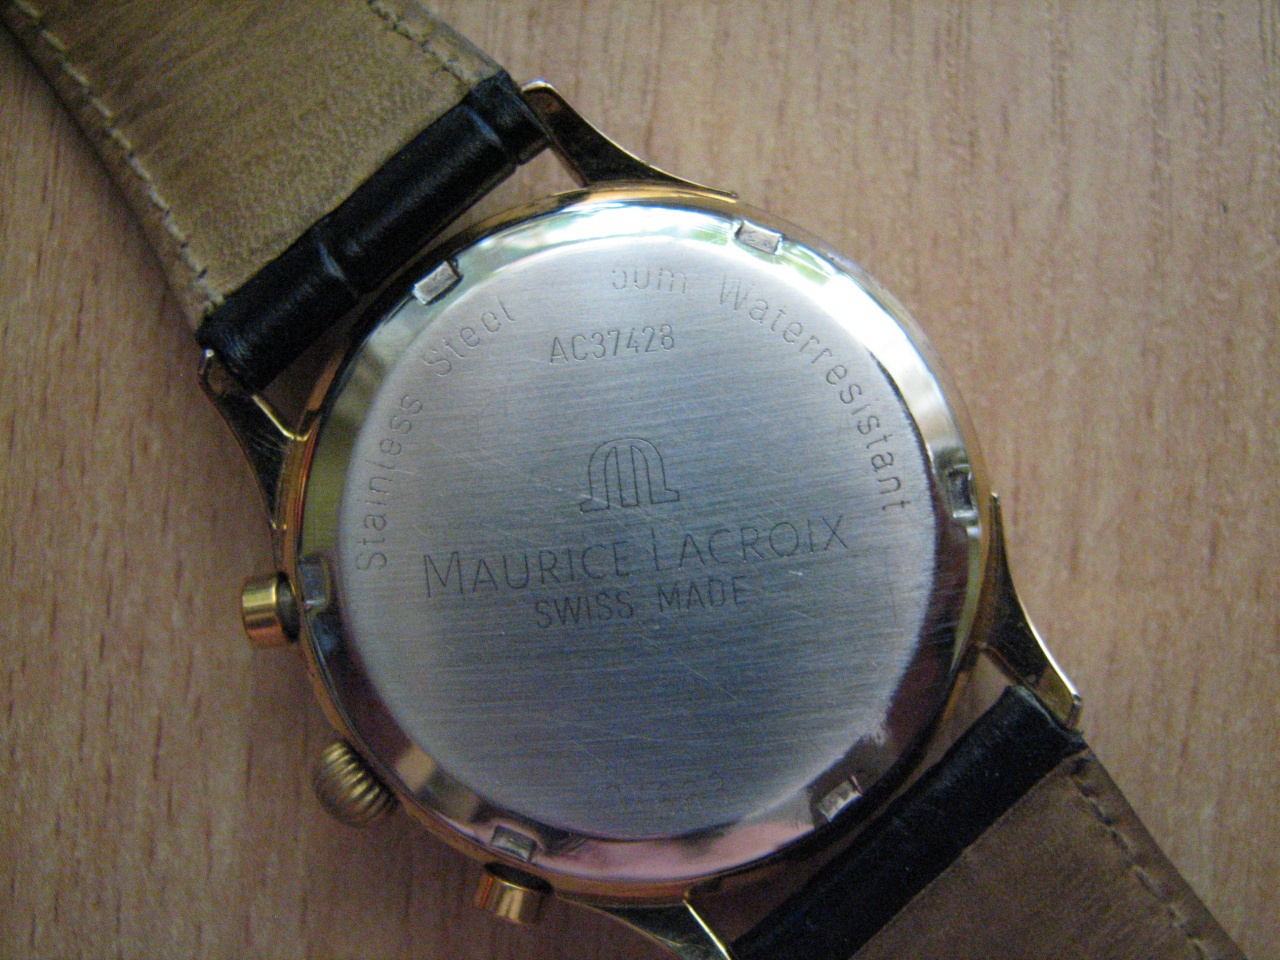 Stainless Steel 30m Waterresistant
AC37428
MAURICE LACROIX
SWISS MADE